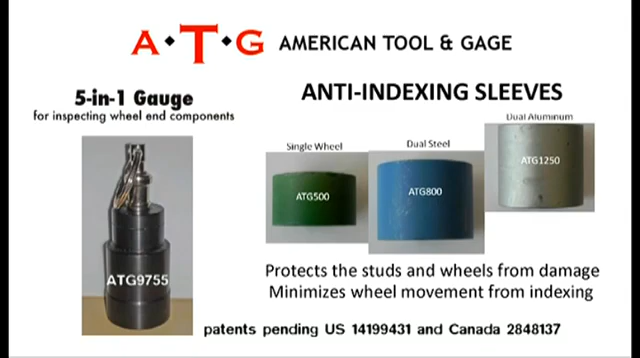 A•T•G AMERICAN TOOL & GAGE
5-in-1 Gauge
for inspecting wheel end components
ATG9755
ANTI-INDEXING SLEEVES
Single Wheel
ATG500
Dual Steel
ATG800
Dual Aluminum
ATG1250
Protects the studs and wheels from damage
Minimizes wheel movement from indexing
patents pending US 14199431 and Canada 2848137